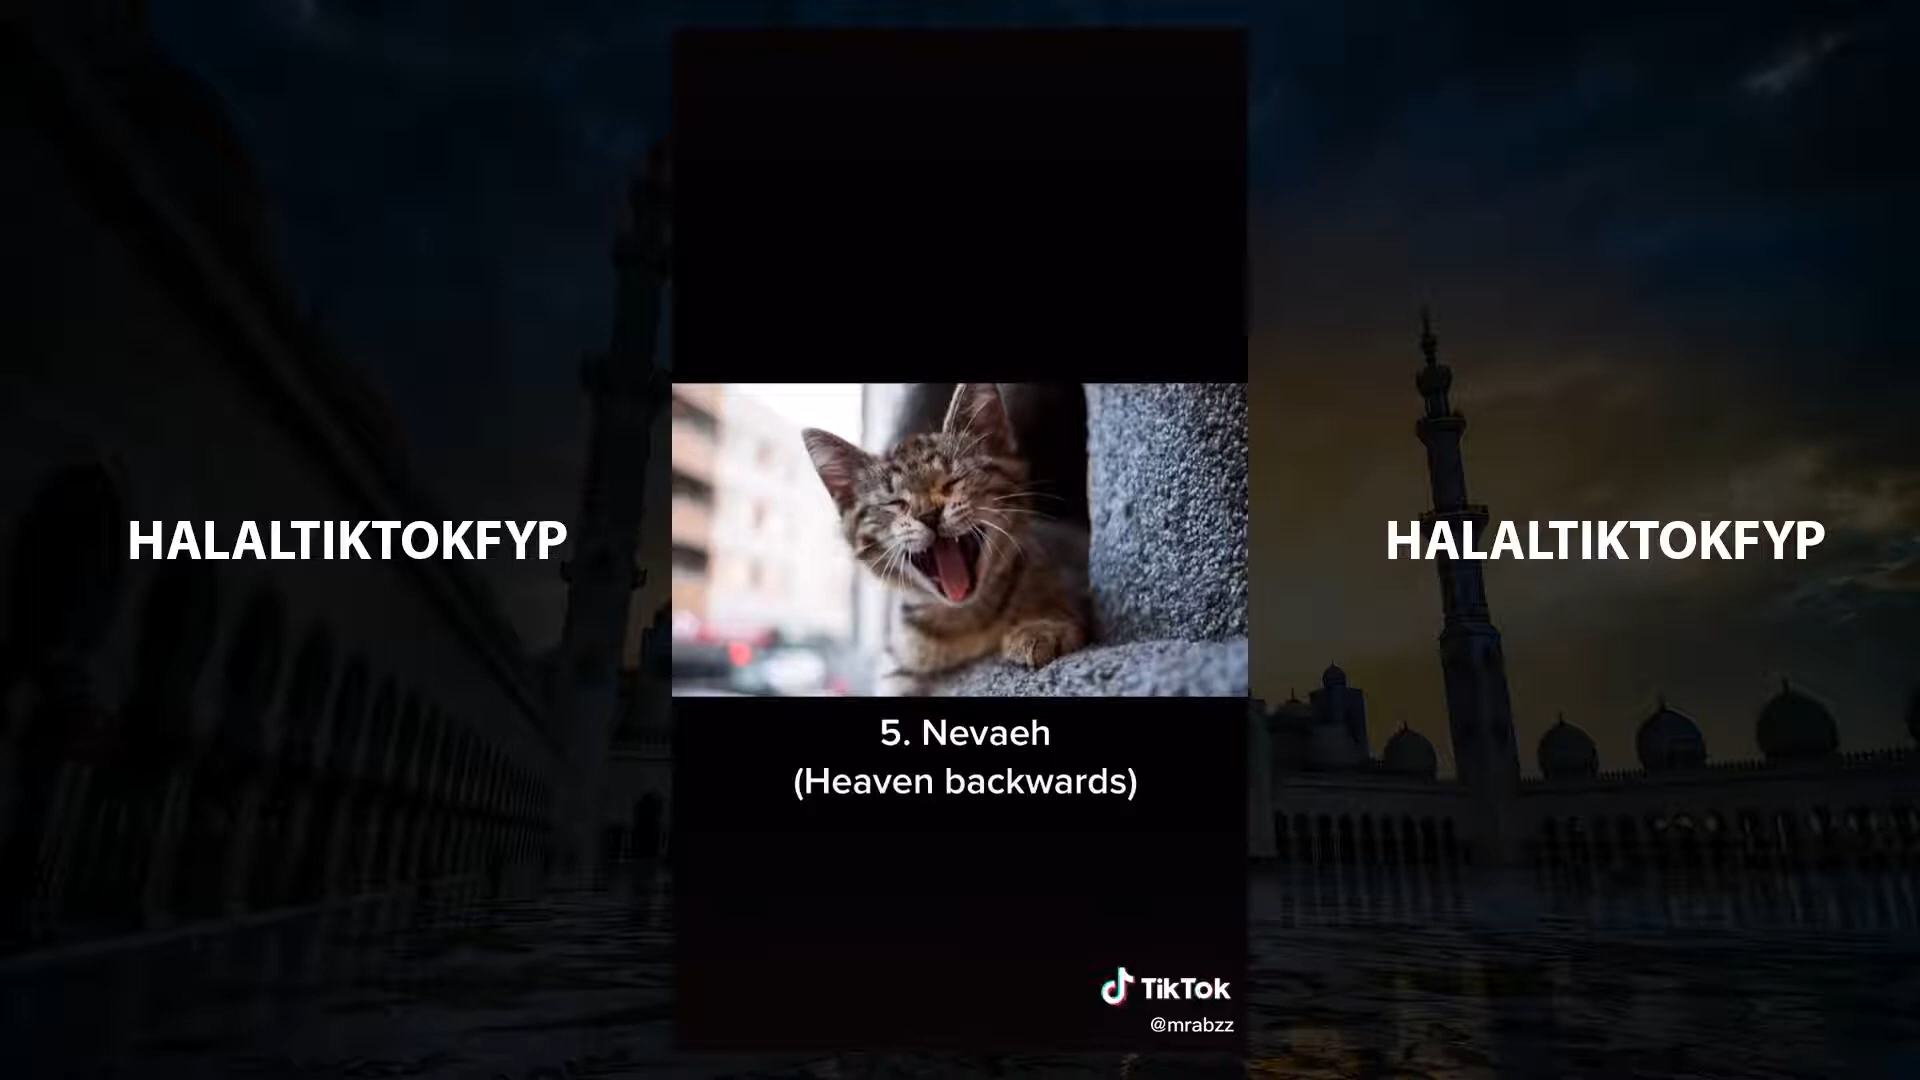 HALALTIKTOKFYP
HALALTIKTOKFYP
5. Nevaeh
(Heaven backwards)
TikTok
@mrabzz